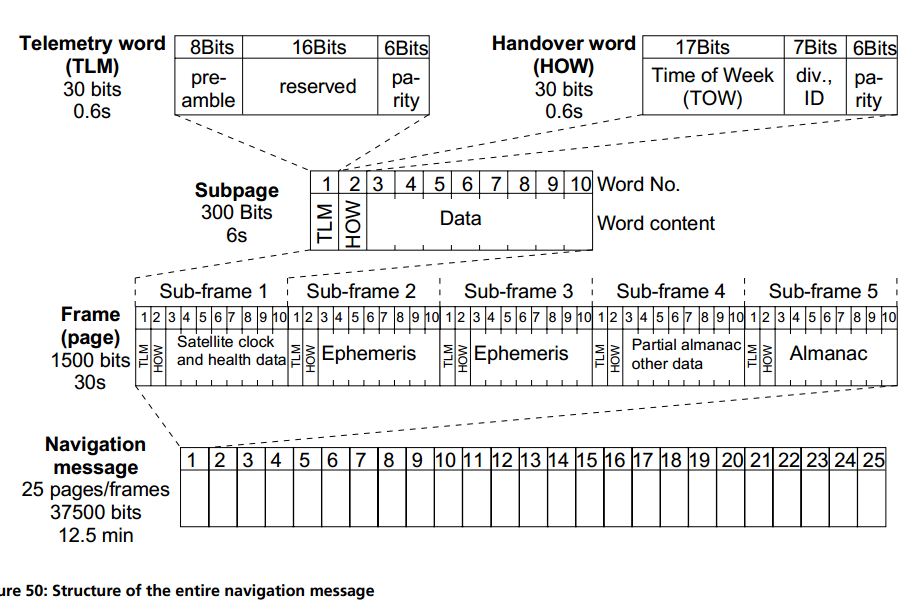 Telemetry word
(TLM)
30 bits
0.6s
8Bits 16Bits 6Bits
pre-
amble
reserved
pa-
rity
Handover word
(HOW)
30 bits
0.6s
17Bits 7Bits 6Bits
Time of Week
(TOW)
div.,
ID
pa-
rity
Subpage
300 Bits
6s
1 2 3 4 5 6 7 8 9 10 Word No.
TLM HOW Data Word content
Frame
(page)
1500 bits
30s
Sub-frame 1 Sub-frame 2 Sub-frame 3 Sub-frame 4 Sub-frame 5
1 2 3 4 5 6 7 8 9 10 1 2 3 4 5 6 7 8 9 10 1 2 3 4 5 6 7 8 9 10 1 2 3 4 5 6 7 8 9 10 1 2 3 4 5 6 7 8 9 10
TLM HOW
Satellite clock
and health data
TLM HOW Ephemeris
TLM HOW Ephemeris
TLM HOW
Partial almanac
other data
TLM HOW Almanac
Navigation
message
25 pages/frames
37500 bits
12.5 min
1 2 3 4 5 6 7 8 9 10 11 12 13 14 15 16 17 18 19 20 21 22 23 24 25
ure 50: Structure of the entire navigation message